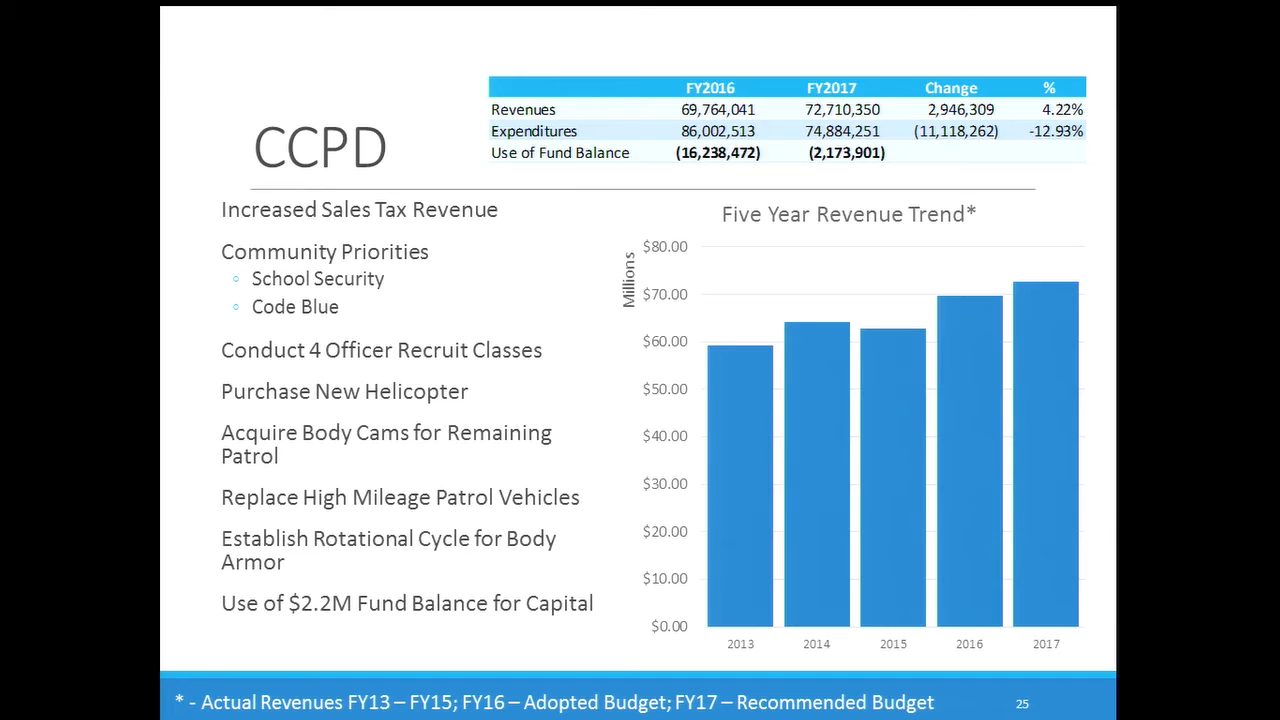 FY2016 FY2017 Change %
Revenues 69,764,041 72,710,350 2,946,309 4.22%
Expenditures 86,002,513 74,884,251 (11,118,262) -12.93%
Use of Fund Balance (16,238,472) (2,173,901)
CCPD
Increased Sales Tax Revenue
Community Priorities
◦ School Security
◦ Code Blue
Conduct 4 Officer Recruit Classes
Purchase New Helicopter
Acquire Body Cams for Remaining
Patrol
Replace High Mileage Patrol Vehicles
Establish Rotational Cycle for Body
Armor
Use of $2.2M Fund Balance for Capital
Five Year Revenue Trend*
Millions
$80.00
$70.00
$60.00
$50.00
$40.00
$30.00
$20.00
$10.00
$0.00
2013 2014 2015 2016 2017
* - Actual Revenues FY13 – FY15; FY16 – Adopted Budget; FY17 – Recommended Budget
25